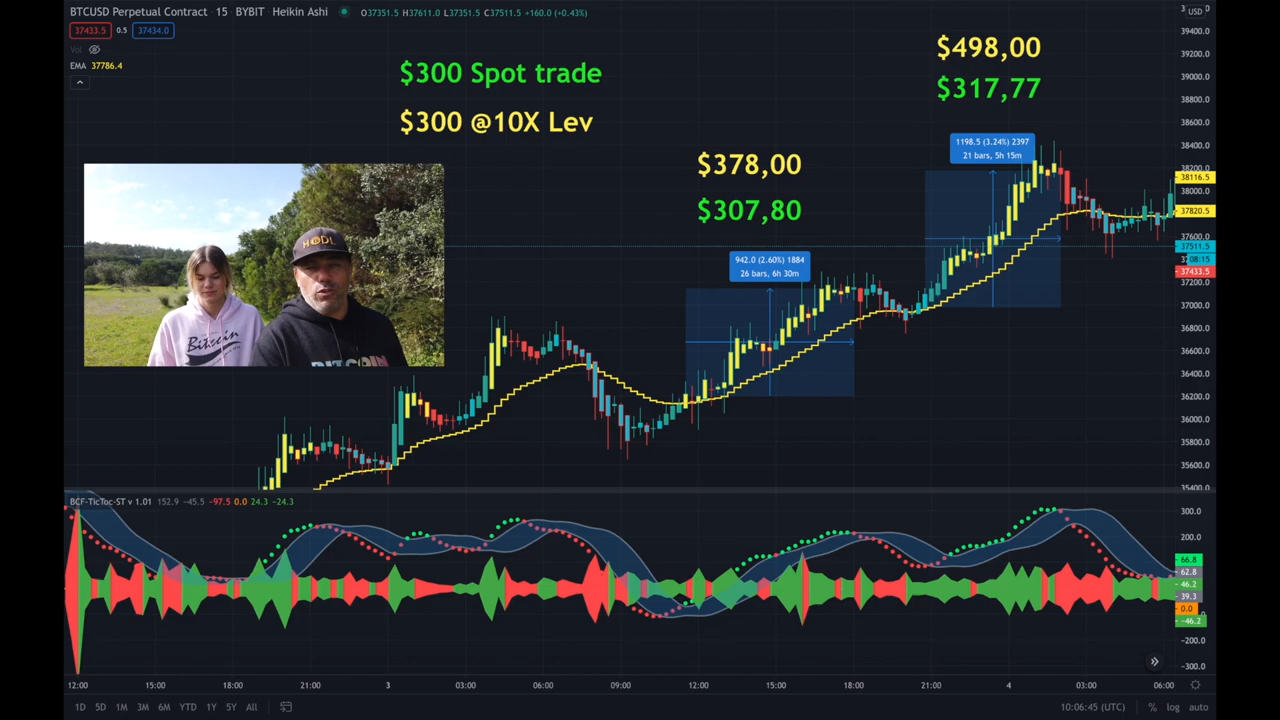 BTCUSD Perpetual Contract · 15 · BYBIT · Heikin Ashi O37351.5 H37611.0 L37351.5 C37511.5 +160.0 (+0.43%)
37433.5 0.5 37434.0
Vol
EMA 37786.4
$300 Spot trade
$300 @10X Lev
$378,00
$307,80
$498,00
$317,77
942.0 (2.60%) 1884
26 bars, 6h 30m
1198.5 (3.24%) 2397
21 bars, 5h 15m
HODL
Bitcoin
BITCOIN
USD
39400.0
39200.0
39000.0
38800.0
38600.0
38400.0
38200.0
38116.5
38000.0
37820.5
37600.0
37511.5
08:15
37433.5
37200.0
37000.0
36800.0
36600.0
36400.0
36200.0
36000.0
35800.0
35600.0
35400.0
BCF-TicToc-ST v 1.01 152.9 −45.5 −97.5 0.0 24.3 −24.3
300.0
200.0
66.8
62.8
46.2
39.3
0.0
−46.2
−200.0
−300.0
12:00 15:00 18:00 21:00 3 03:00 06:00 09:00 12:00 15:00 18:00 21:00 4 03:00 06:00
1D 5D 1M 3M 6M YTD 1Y 5Y All 10:06:45 (UTC) % log auto